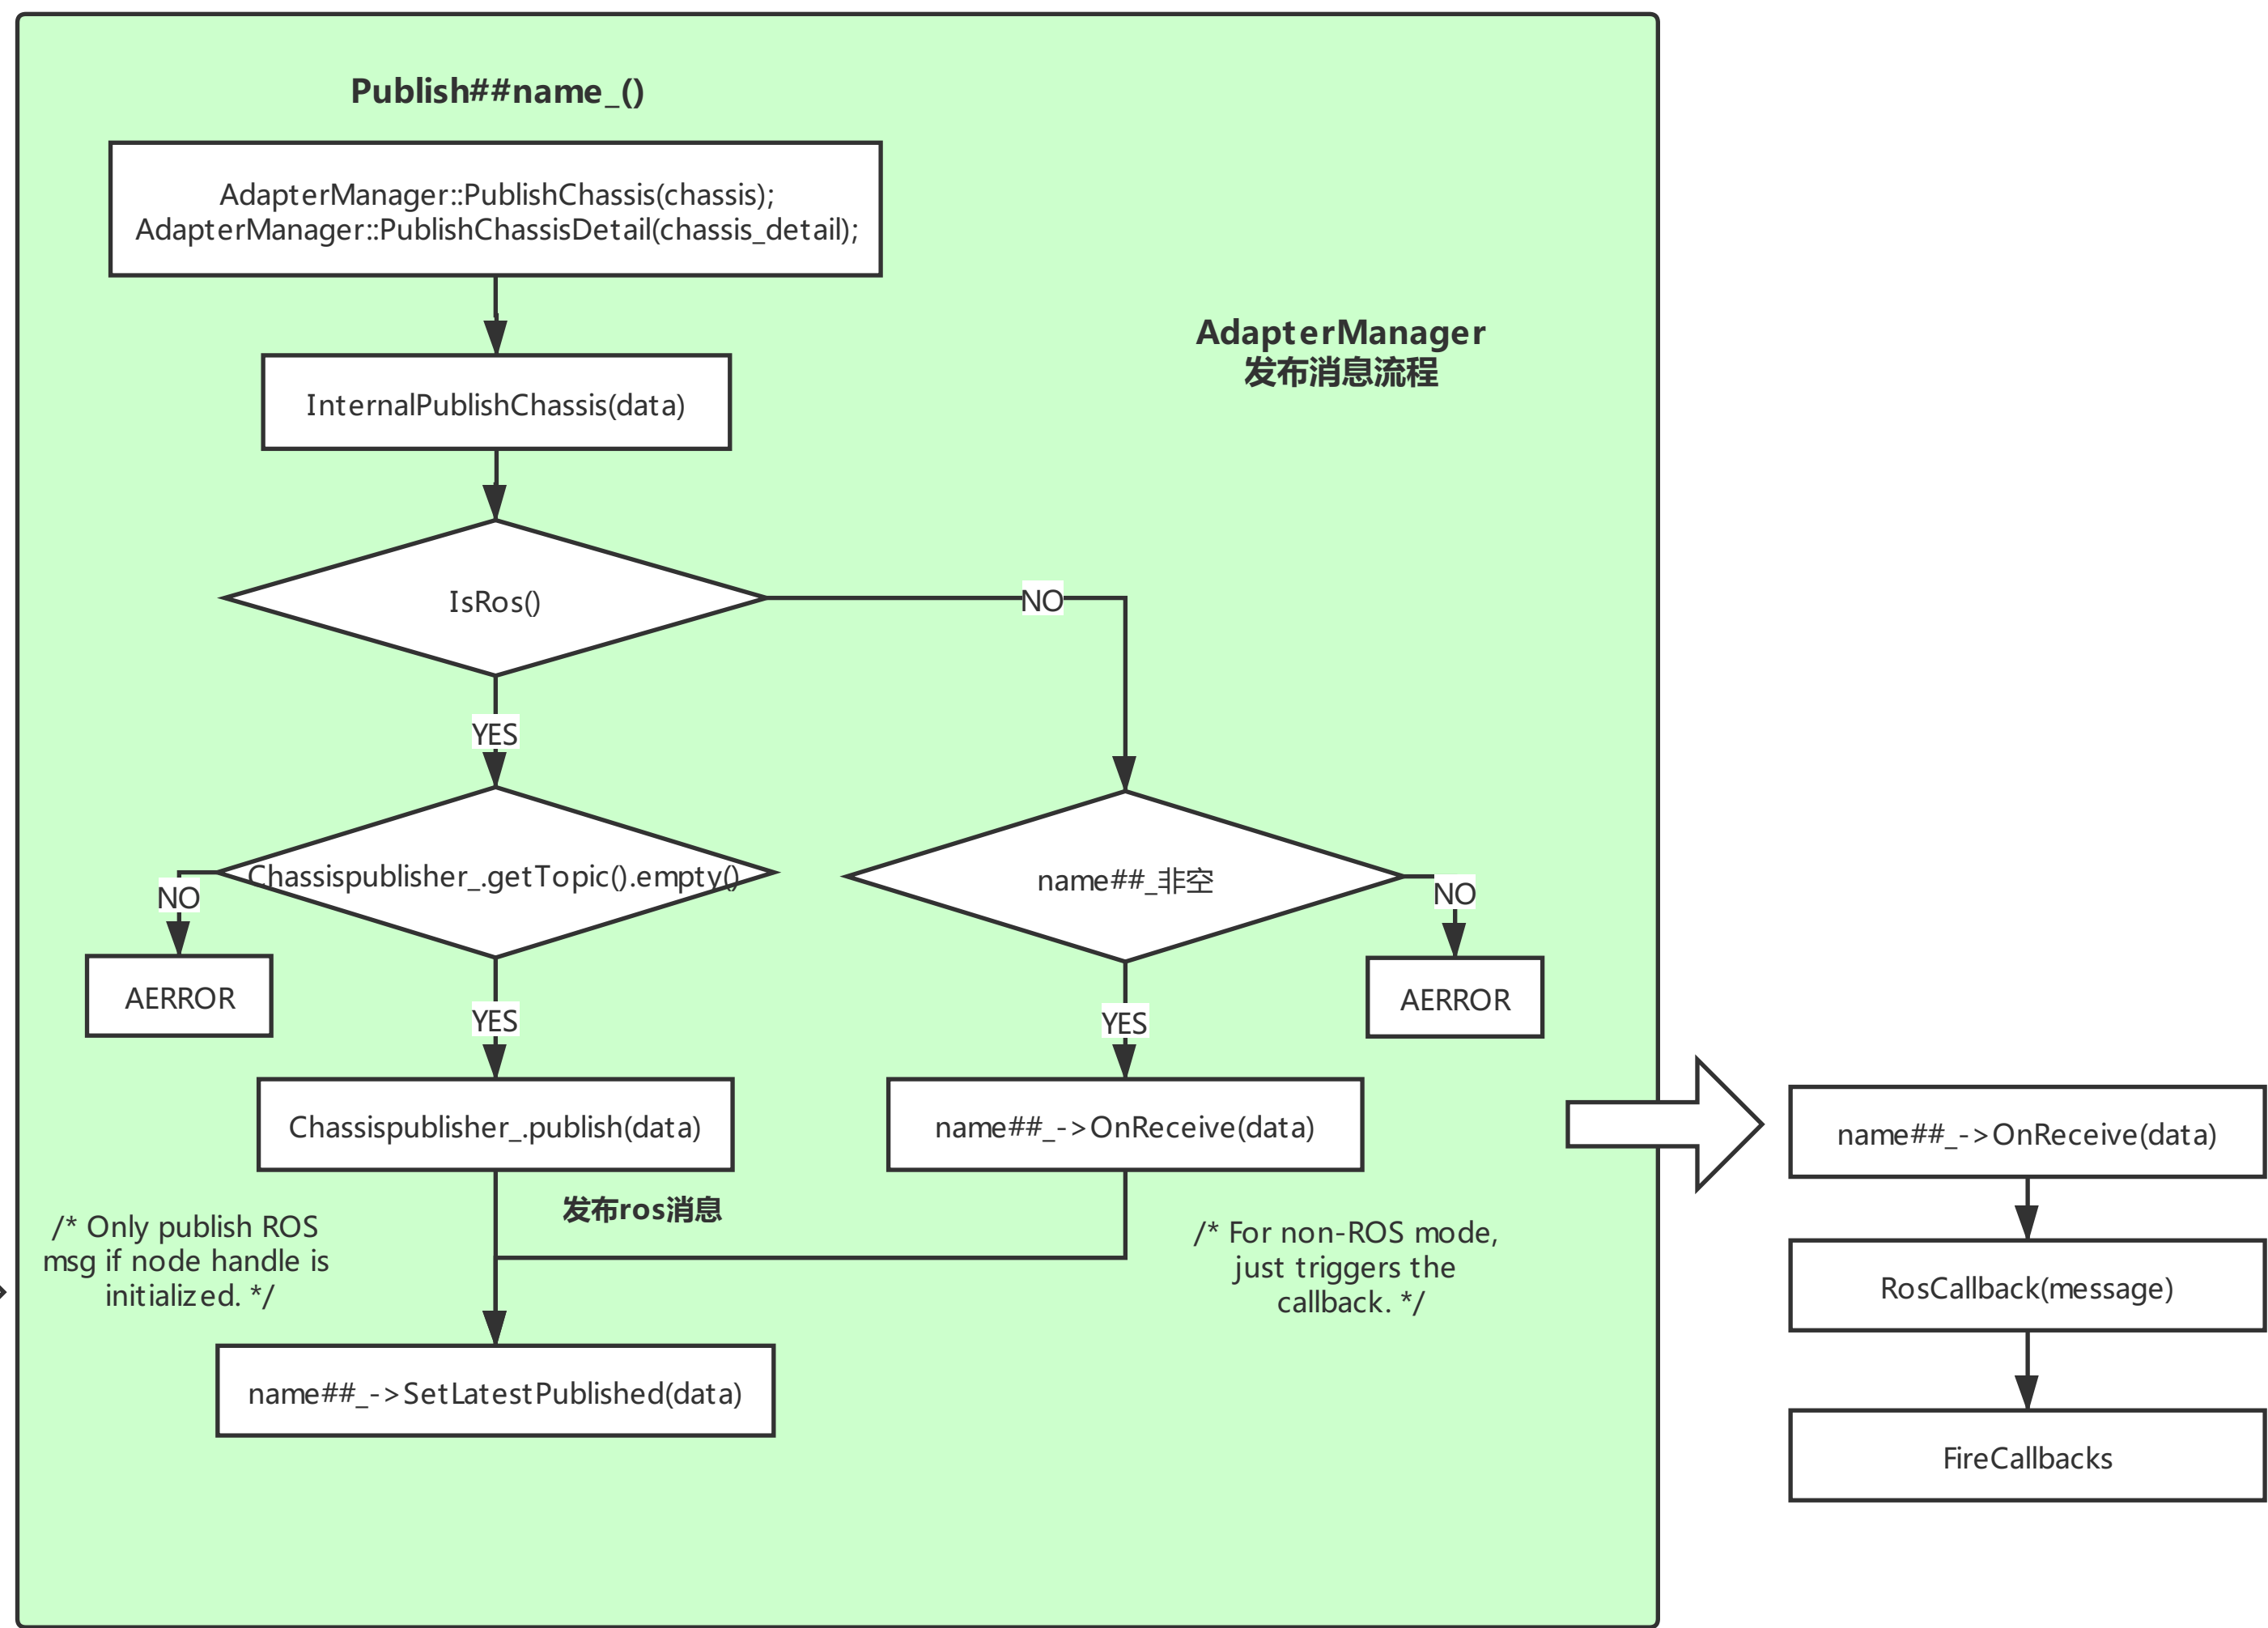 Publish##name_()
AdapterManager::PublishChassis(chassis);
AdapterManager::PublishChassisDetail(chassis_detail);
AdapterManager
发布消息流程
InternalPublishChassis(data)
IsRos()
NO
YES
Chassispublisher_.getTopic().empty()
name##_非空
NO
NO
AERROR
AERROR
YES
YES
Chassispublisher_.publish(data)
name##_->OnReceive(data)
发布ros消息
/* Only publish ROS
msg if node handle is
initialized. */
/* For non-ROS mode,
just triggers the
callback. */
name##_->SetLatestPublished(data)
name##_->OnReceive(data)
RosCallback(message)
FireCallbacks